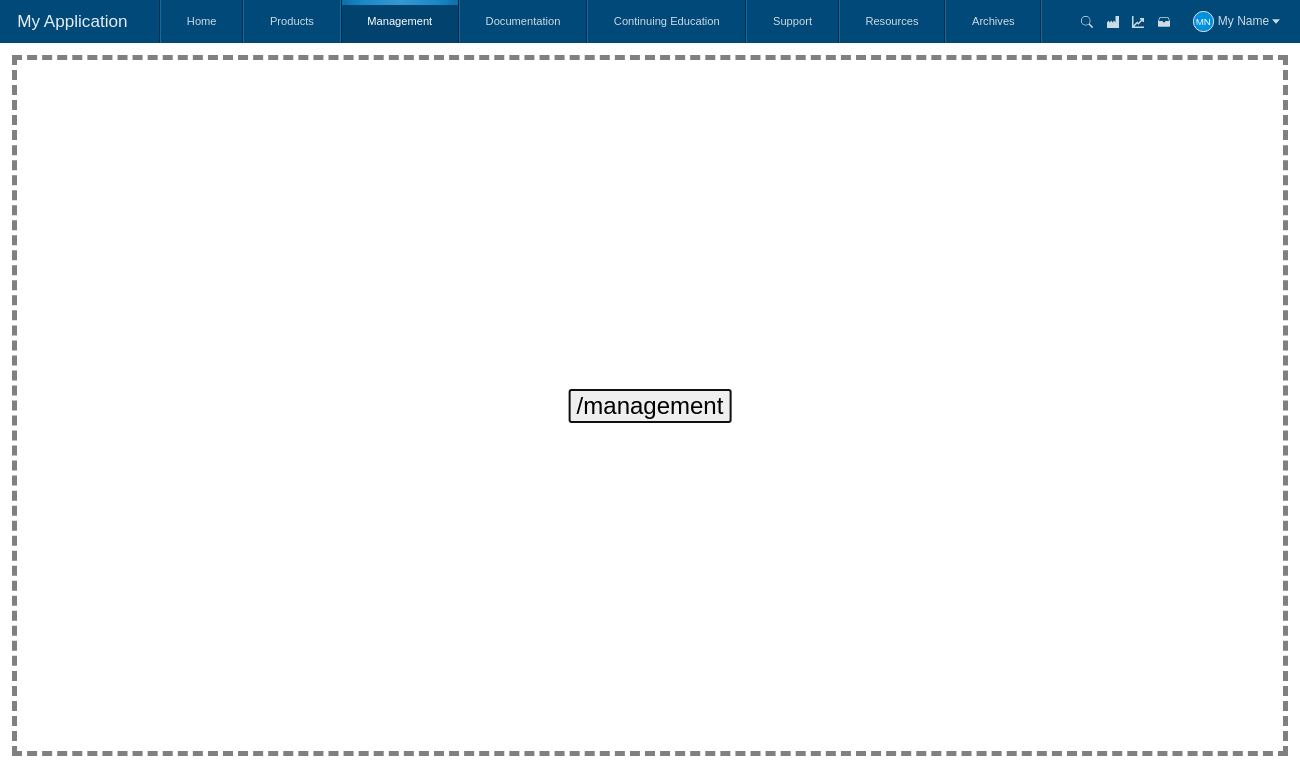 My Application
Home
Products
Management
Documentation
Continuing Education
Support
Resources
Archives
MN
My Name
/management